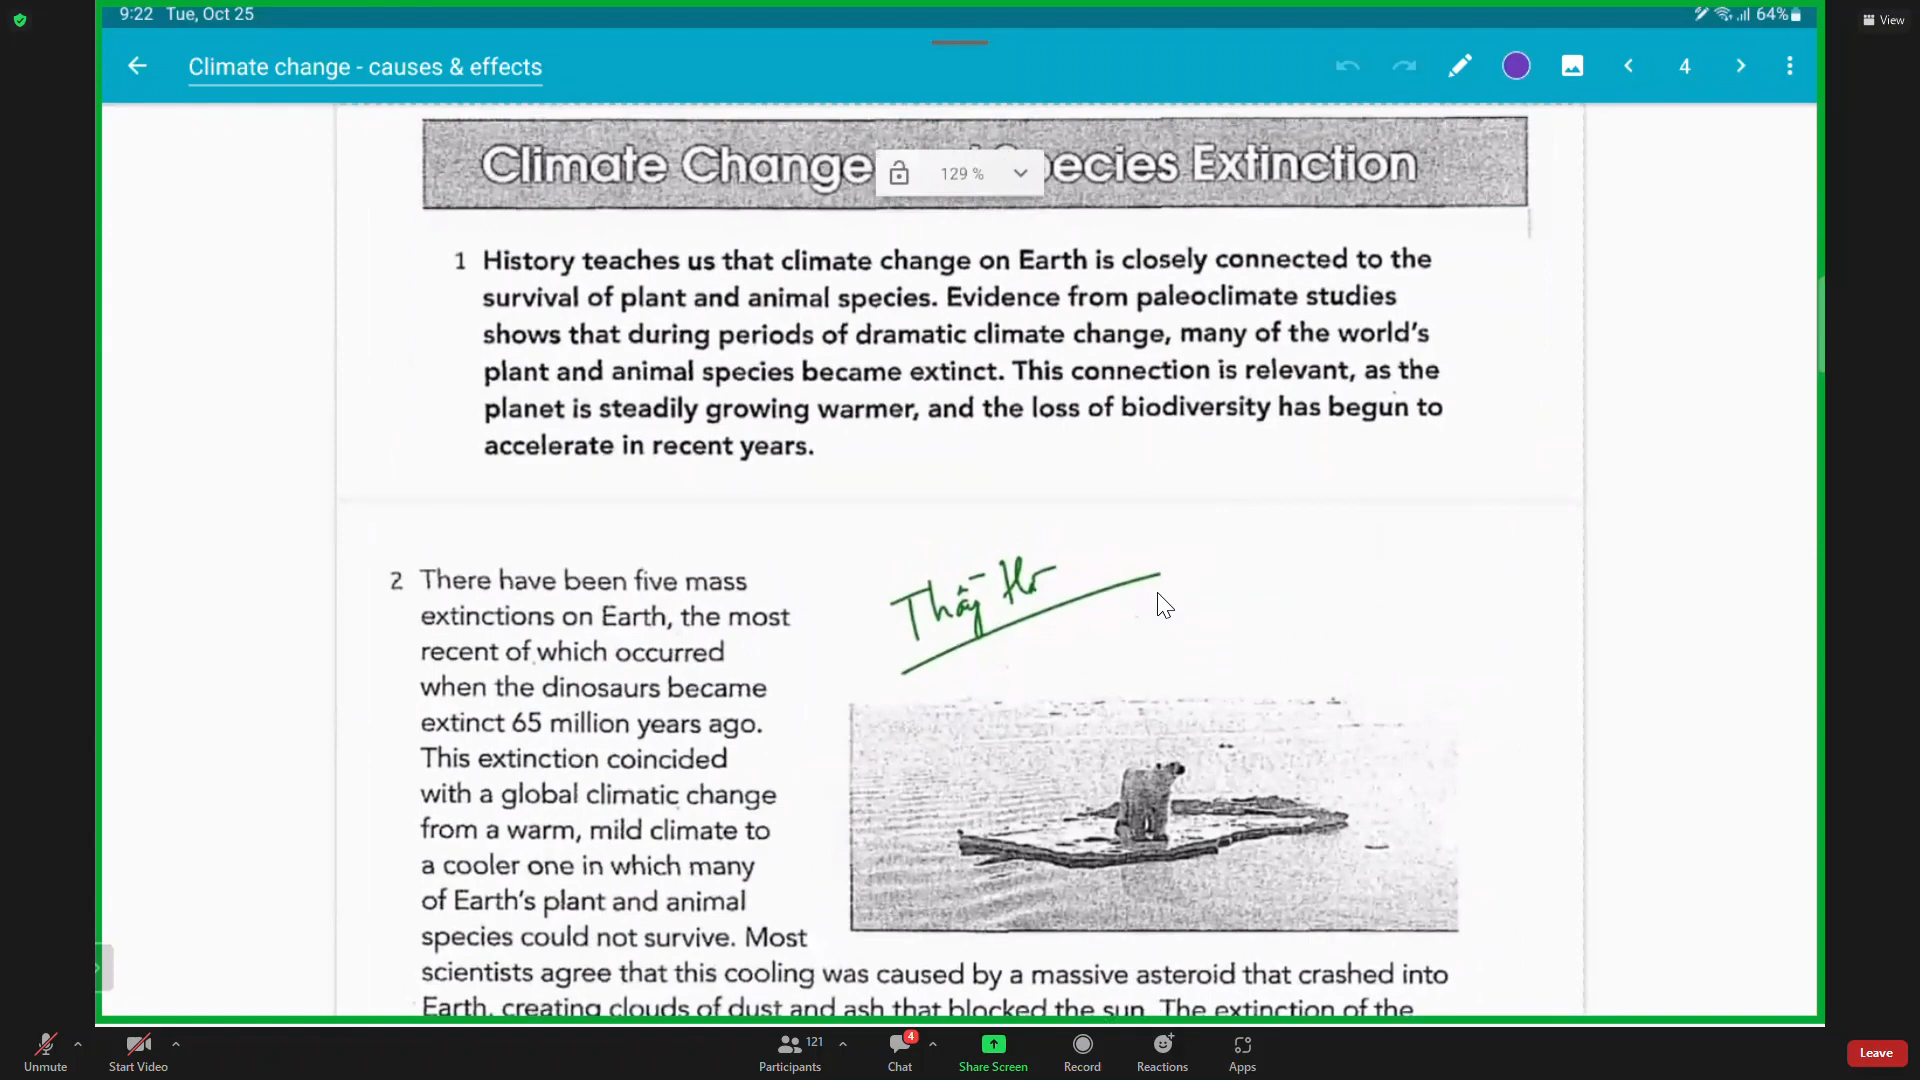 9:22 Tue, Oct 25
64%
View
Climate change - causes & effects
4
Climate Change
129 %
ecies Extinction
1 History teaches us that climate change on Earth is closely connected to the
survival of plant and animal species. Evidence from paleoclimate studies
shows that during periods of dramatic climate change, many of the world's
plant and animal species became extinct. This connection is relevant, as the
planet is steadily growing warmer, and the loss of biodiversity has begun to
accelerate in recent years.
2 There have been five mass
extinctions on Earth, the most
recent of which occurred
when the dinosaurs became
extinct 65 million years ago.
This extinction coincided
with a global climatic change
from a warm, mild climate to
a cooler one in which many
of Earth's plant and animal
species could not survive. Most
scientists agree that this cooling was caused by a massive asteroid that crashed into
Earth, creating clouds of dust and ash that blocked the sun. The extinction of the
Unmute
Start Video
121
Participants
4
Chat
Share Screen
Record
Reactions
Apps
Leave